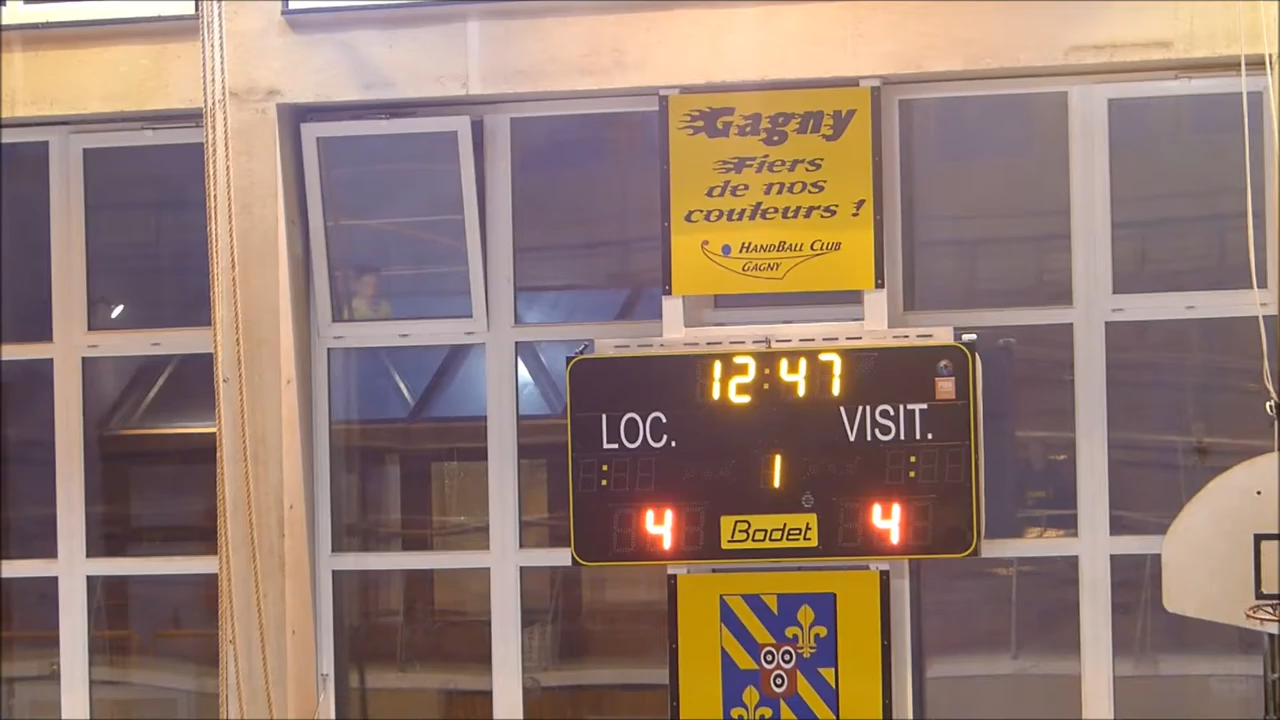 Gagny
Fiers
de nos
couleurs !
HANDBALL CLUB
GAGNY
12:47
LOC.
VISIT.
1
4
Bodet
4